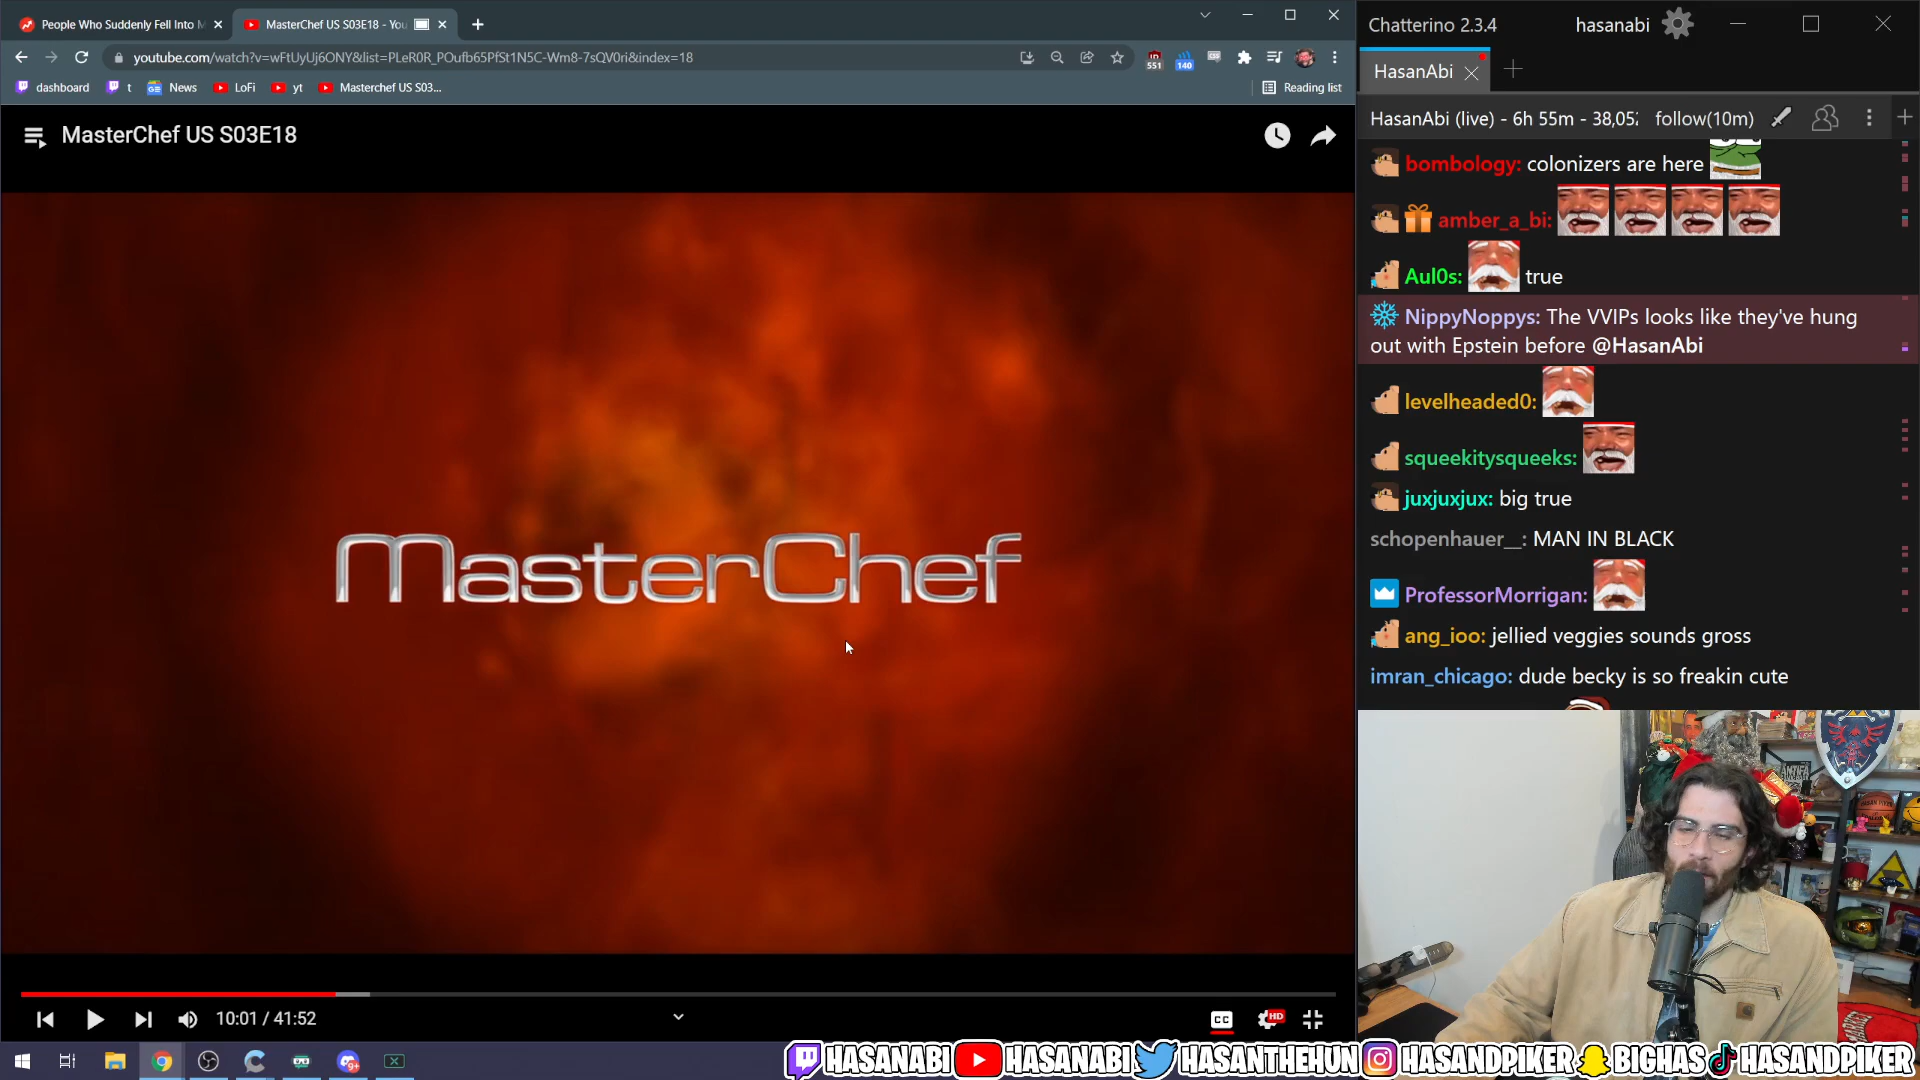 People Who Suddenly Fell Into M
MasterChef US S03E18 - You
youtube.com/watch?v=wFtUyUj6ONY&list=PLeR0R_POufb65PfSt1N5C-Wm8-7sQV0ri&index=18
551
140
dashboard
t
News
LoFi
yt
Masterchef US S03...
Reading list
MasterChef US S03E18
MasterChef
10:01 / 41:52
CC
HD
Chatterino 2.3.4
hasanabi
HasanAbi
HasanAbi (live) - 6h 55m - 38,052
follow(10m)
bombology: colonizers are here
amber_a_bi:
Aul0s: true
NippyNoppys: The VVIPs looks like they've hung
out with Epstein before @HasanAbi
levelheaded0:
squeekitysqueeks:
juxjuxjux: big true
schopenhauer__: MAN IN BLACK
ProfessorMorrigan:
ang_ioo: jellied veggies sounds gross
imran_chicago: dude becky is so freakin cute
HASANABI HASANABI HASANTHEHUN HASANDPIKER BIGHAS HASANDPIKER